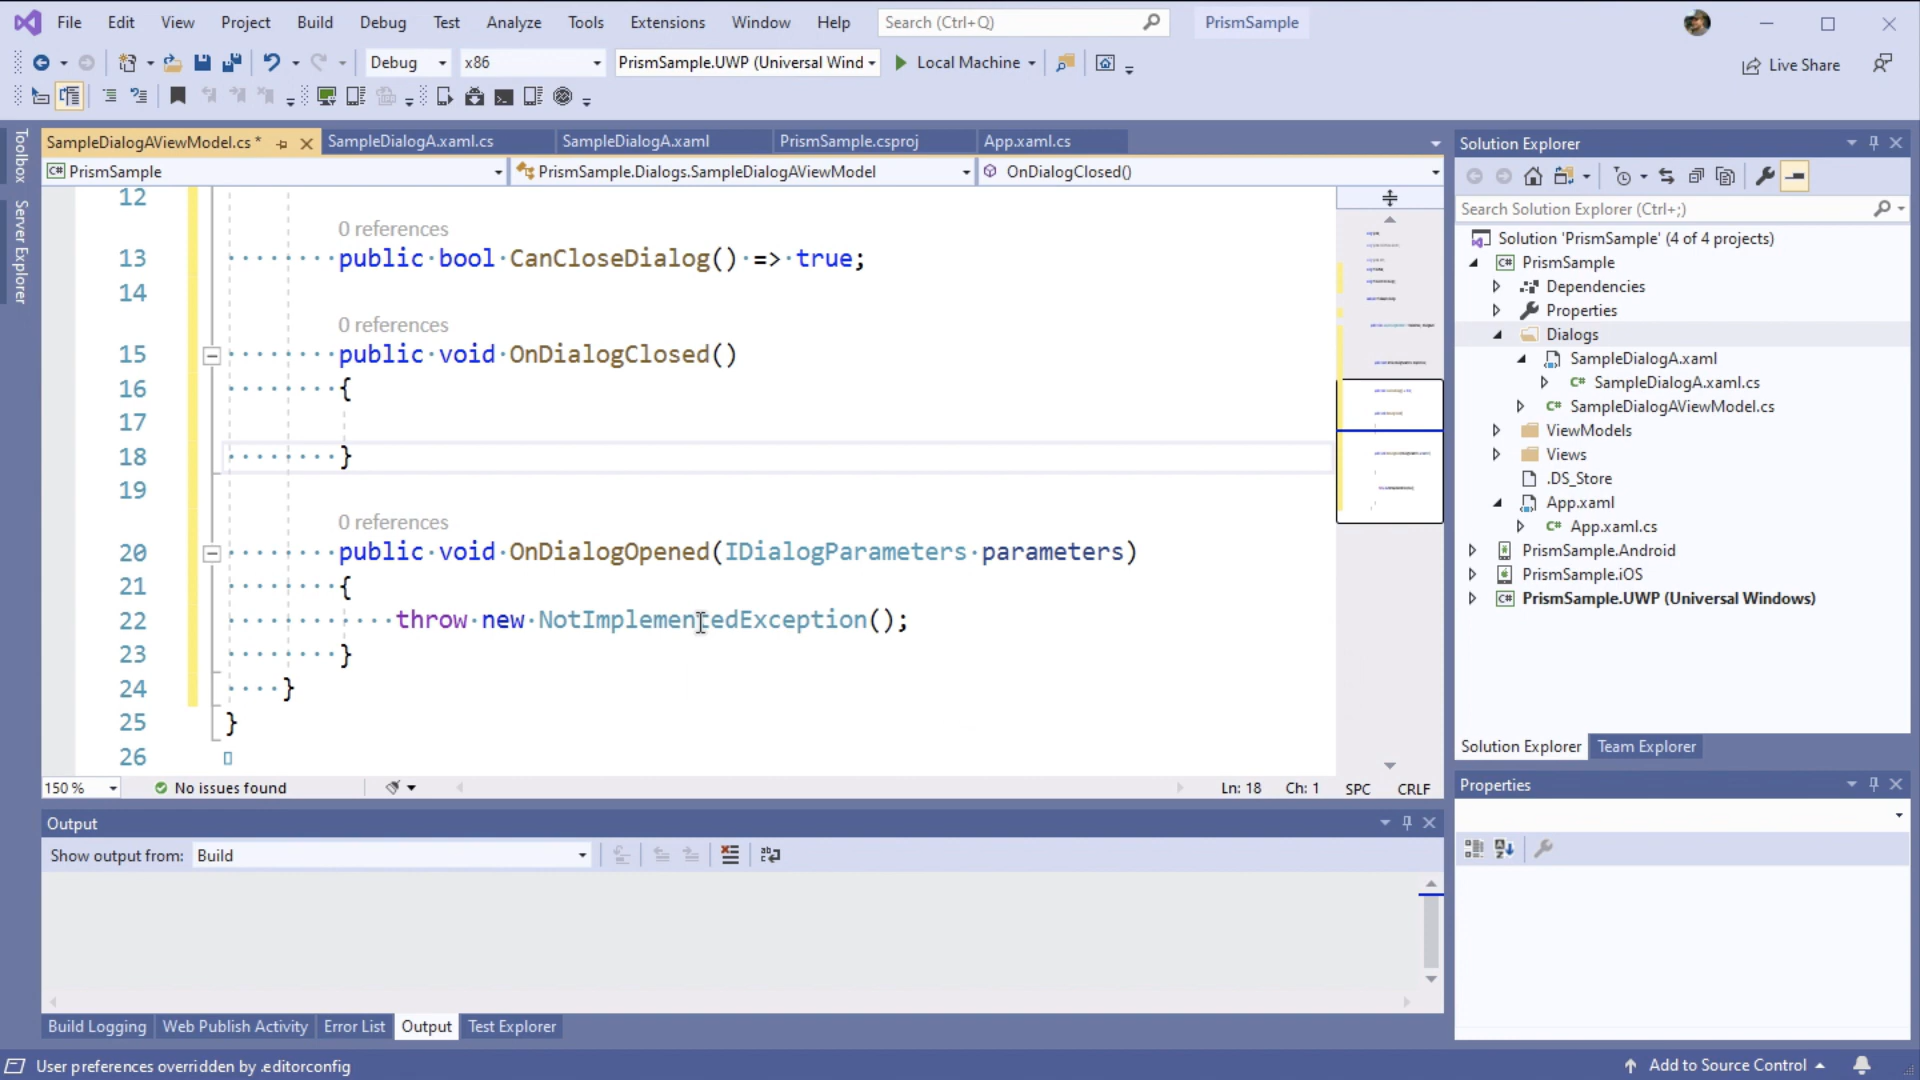 File Edit View Project Build Debug Test Analyze Tools Extensions Window Help Search (Ctrl+Q) PrismSample
Debug x86 PrismSample.UWP (Universal Wind Local Machine Live Share
SampleDialogAViewModel.cs * SampleDialogA.xaml.cs SampleDialogA.xaml PrismSample.csproj App.xaml.cs
PrismSample PrismSample.Dialogs.SampleDialogAViewModel OnDialogClosed()
Toolbox
Server Explorer
12
0 references
13 public bool CanCloseDialog() => true;
14
0 references
15 public void OnDialogClosed()
16 {
17
18 }
19
0 references
20 public void OnDialogOpened(IDialogParameters parameters)
21 {
22 throw new NotImplementedException();
23 }
24 }
25 }
26
150 % No issues found Ln: 18 Ch: 1 SPC CRLF
Output
Show output from: Build
Build Logging Web Publish Activity Error List Output Test Explorer
Solution Explorer
Search Solution Explorer (Ctrl+;)
Solution 'PrismSample' (4 of 4 projects)
C# PrismSample
Dependencies
Properties
Dialogs
SampleDialogA.xaml
C# SampleDialogA.xaml.cs
C# SampleDialogAViewModel.cs
ViewModels
Views
.DS_Store
App.xaml
C# App.xaml.cs
PrismSample.Android
PrismSample.iOS
C# PrismSample.UWP (Universal Windows)
Solution Explorer Team Explorer
Properties
User preferences overridden by .editorconfig Add to Source Control